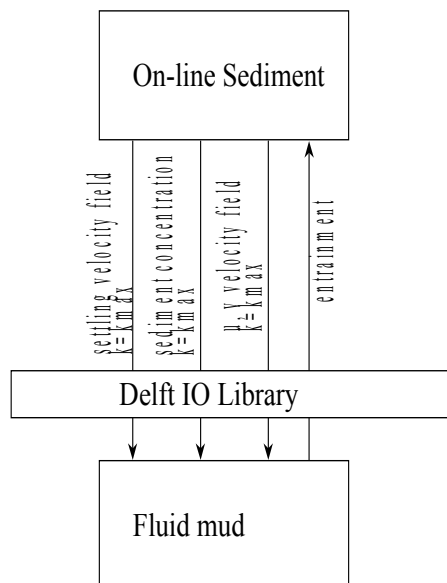 On-line Sediment
settling velocity field
k=kmax
sediment concentration
k=kmax
μ, v velocity field
k=kmax
entrainment
Delft IO Library
Fluid mud